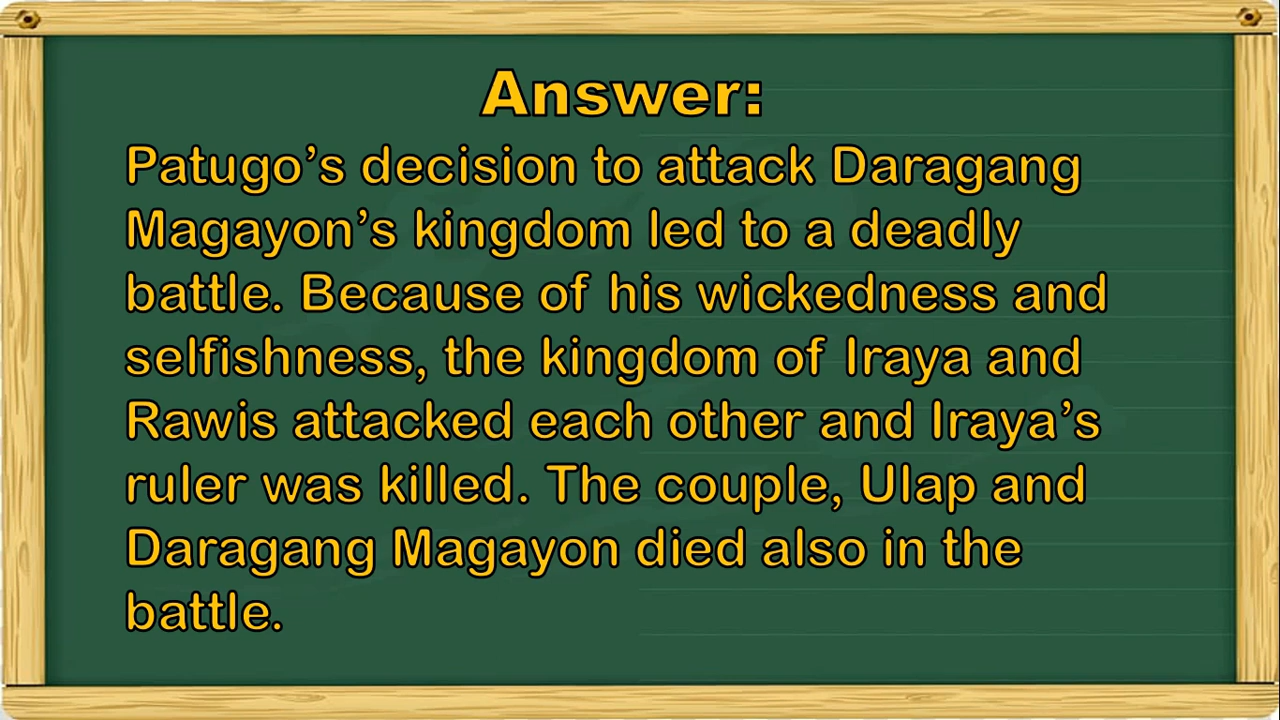 Answer:
Patugo’s decision to attack Daragang
Magayon’s kingdom led to a deadly
battle. Because of his wickedness and
selfishness, the kingdom of Iraya and
Rawis attacked each other and Iraya’s
ruler was killed. The couple, Ulap and
Daragang Magayon died also in the
battle.